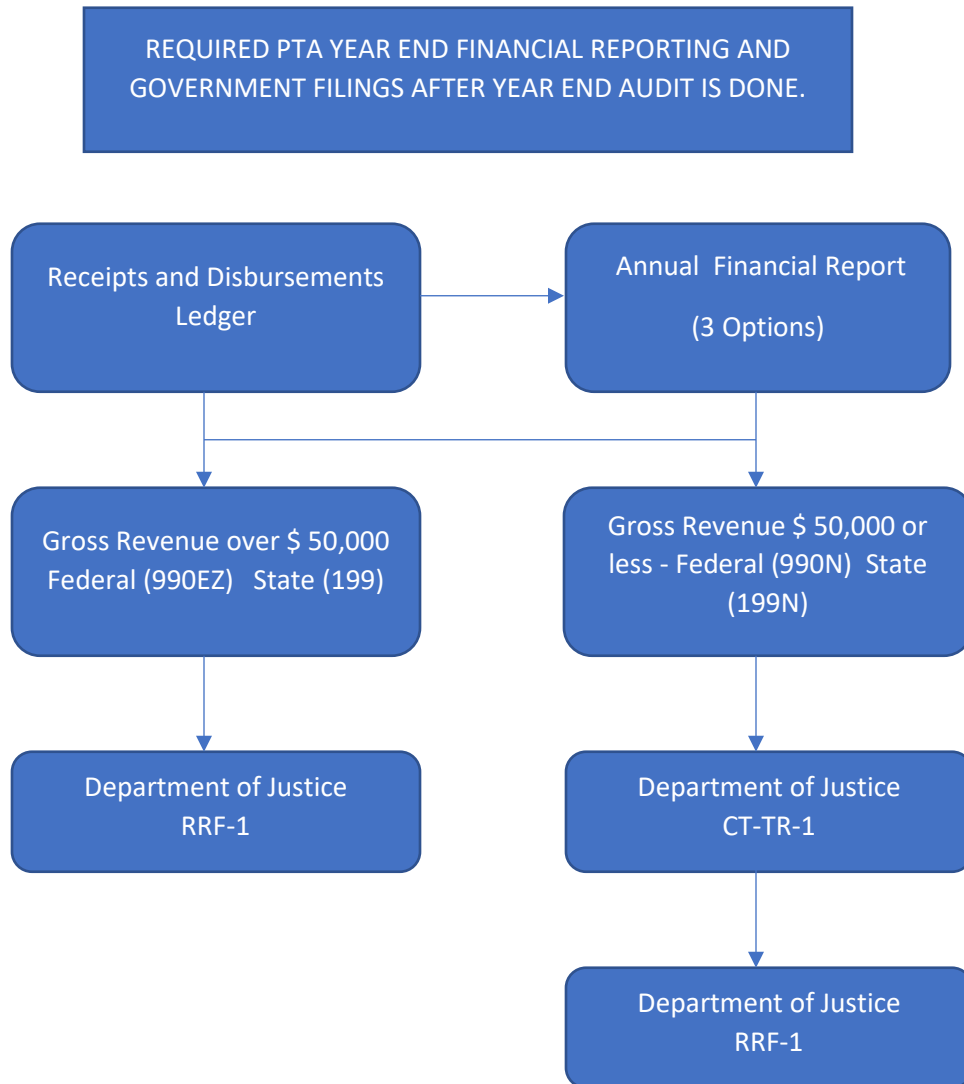 REQUIRED PTA YEAR END FINANCIAL REPORTING AND
GOVERNMENT FILINGS AFTER YEAR END AUDIT IS DONE.
Receipts and Disbursements
Ledger
Annual  Financial Report
(3 Options)
Gross Revenue over $ 50,000
Federal (990EZ)   State (199)
Gross Revenue $ 50,000 or
less - Federal (990N)  State
(199N)
Department of Justice
RRF-1
Department of Justice
CT-TR-1
Department of Justice
RRF-1